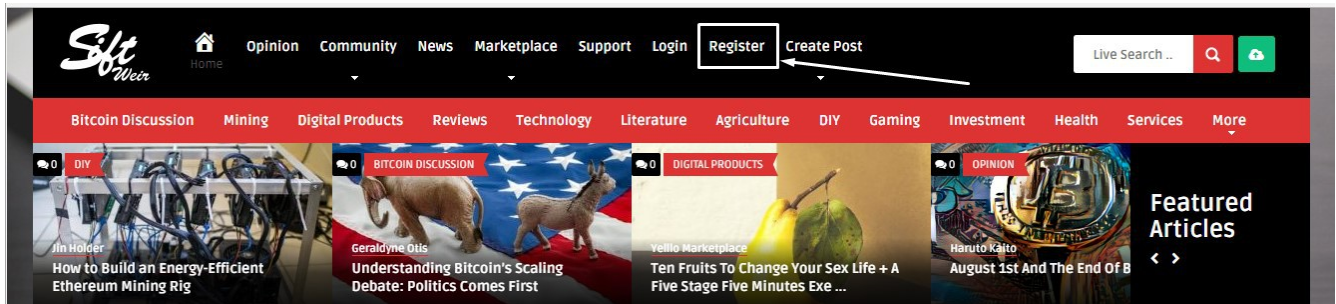 Sift
Weir
Home
Opinion
Community
News
Marketplace
Support
Login
Register
Create Post
Live Search ..
Bitcoin Discussion
Mining
Digital Products
Reviews
Technology
Literature
Agriculture
DIY
Gaming
Investment
Health
Services
More
0
DIY
Jin Holder
How to Build an Energy-Efficient
Ethereum Mining Rig
0
BITCOIN DISCUSSION
Geraldyne Otis
Understanding Bitcoin's Scaling
Debate: Politics Comes First
0
DIGITAL PRODUCTS
Yello Marketplace
Ten Fruits To Change Your Sex Life + A
Five Stage Five Minutes Exe ...
0
OPINION
Haruto Kaito
August 1st And The End Of B
Featured
Articles